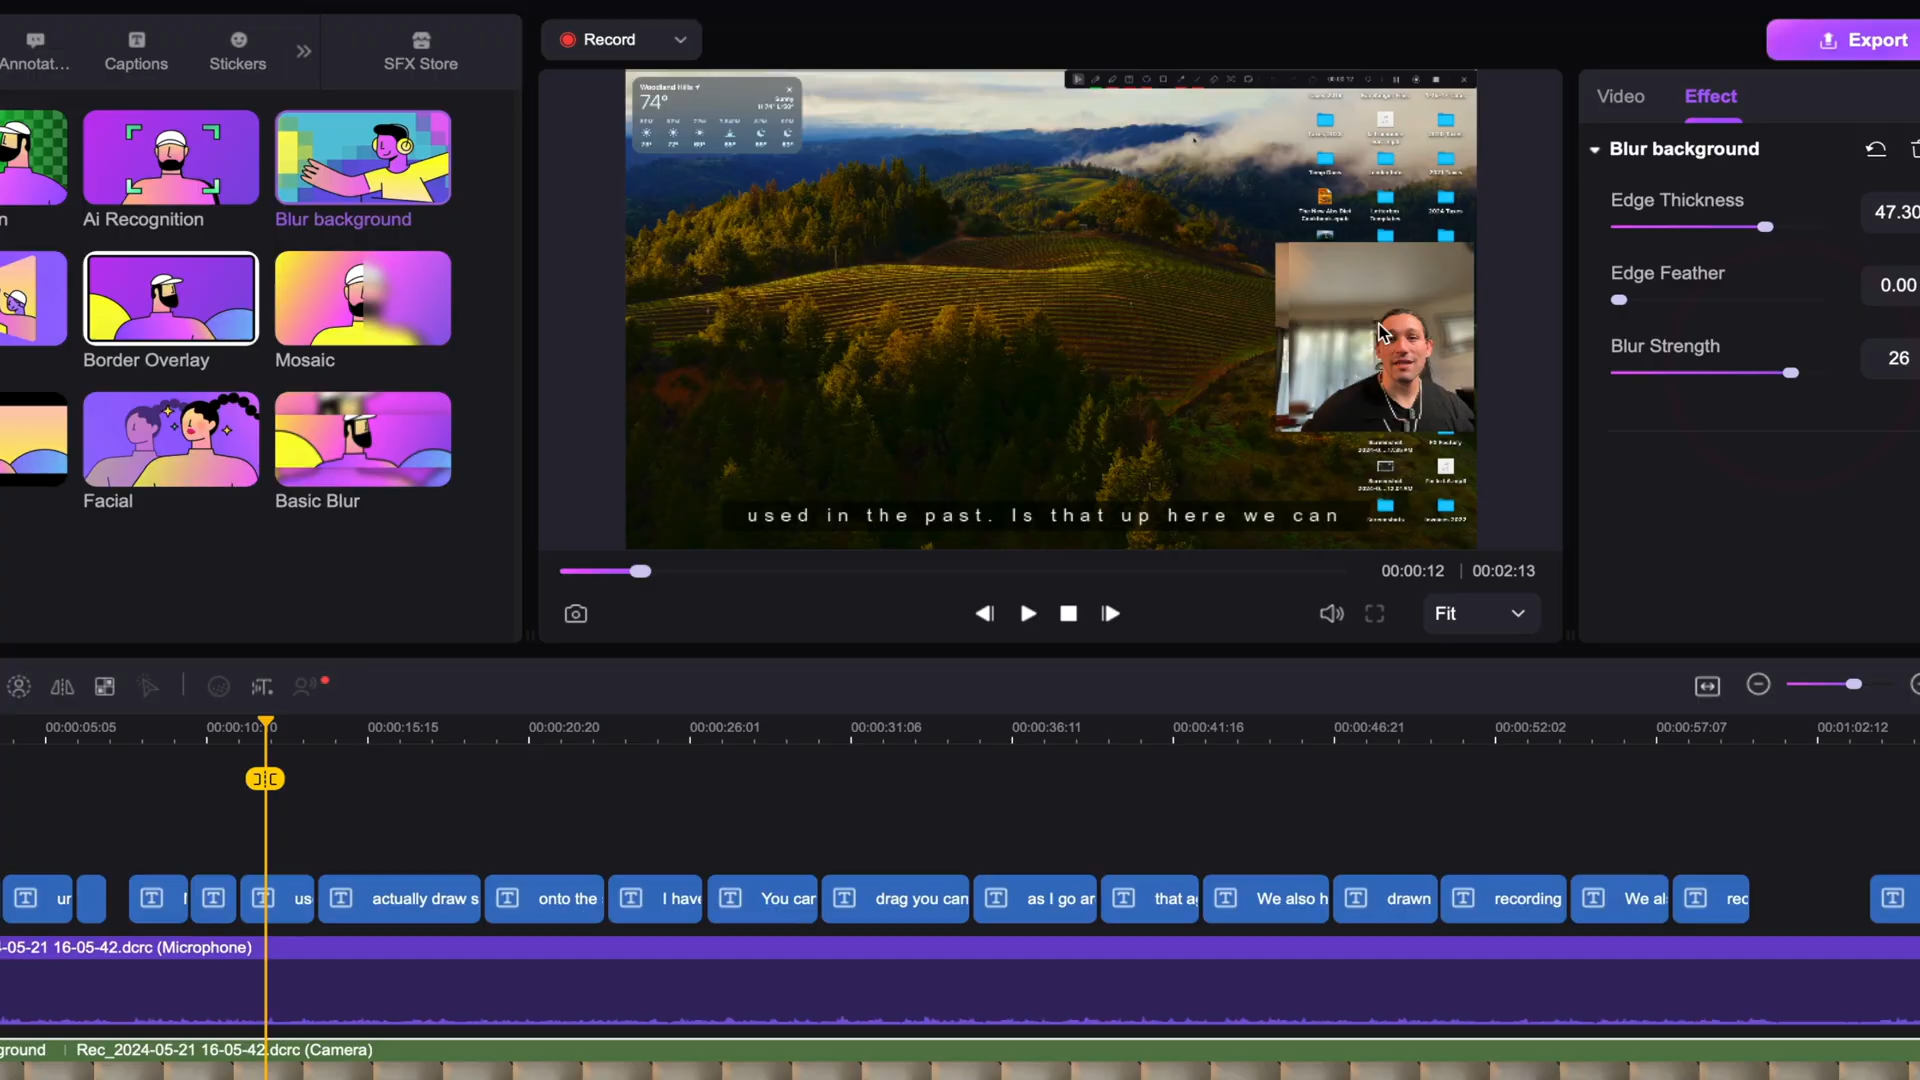 Annotat...
Captions
Stickers
SFX Store
Record
Export
n
Ai Recognition
Blur background
Border Overlay
Mosaic
Facial
Basic Blur
Woodland Hills
74°
Sunny
used in the past. Is that up here we can
00:00:12 | 00:02:13
Fit
Video
Effect
Blur background
Edge Thickness
47.30
Edge Feather
0.00
Blur Strength
26
00:00:05:05
00:00:15:15
00:00:20:20
00:00:26:01
00:00:31:06
00:00:36:11
00:00:41:16
00:00:46:21
00:00:52:02
00:00:57:07
00:01:02:12
ur
us
actually draw s
onto the
I have
You can
drag you can
as I go ar
that a
We also h
drawn
recording
We al
rec
-05-21 16-05-42.dcrc (Microphone)
ground
Rec_2024-05-21 16-05-42.dcrc (Camera)